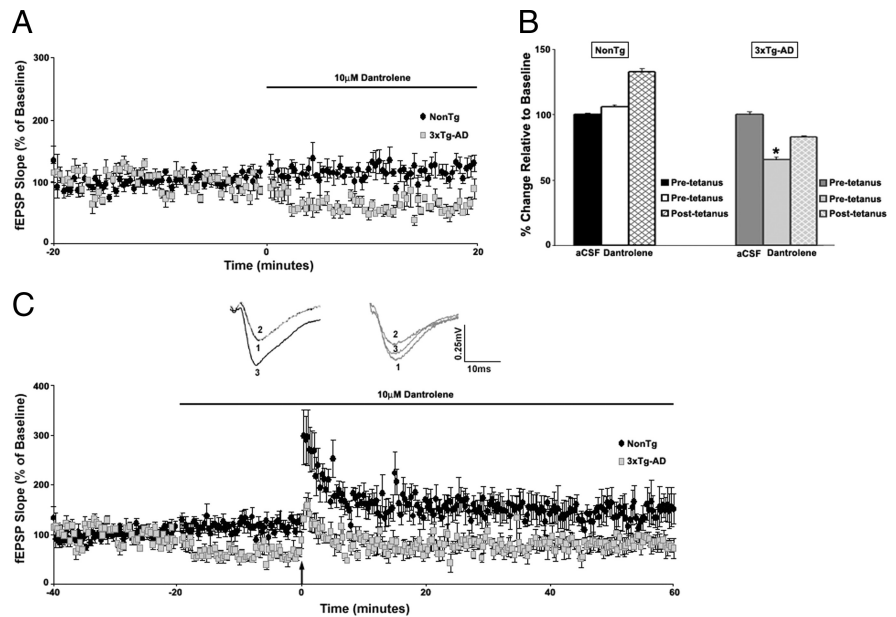 A
300
10μM Dantrolene
NonTg
3xTg-AD
200
100
0
fEPSP Slope (% of Baseline)
-20
0
20
Time (minutes)
B
150
NonTg
3xTg-AD
100
*
50
0
% Change Relative to Baseline
Pre-tetanus
Pre-tetanus
Post-tetanus
Pre-tetanus
Pre-tetanus
Post-tetanus
aCSF Dantrolene
aCSF Dantrolene
C
2
1
3
2
3
1
0.25mV
10ms
400
10μM Dantrolene
NonTg
3xTg-AD
300
200
100
0
fEPSP Slope (% of Baseline)
-40
-20
0
20
40
60
Time (minutes)